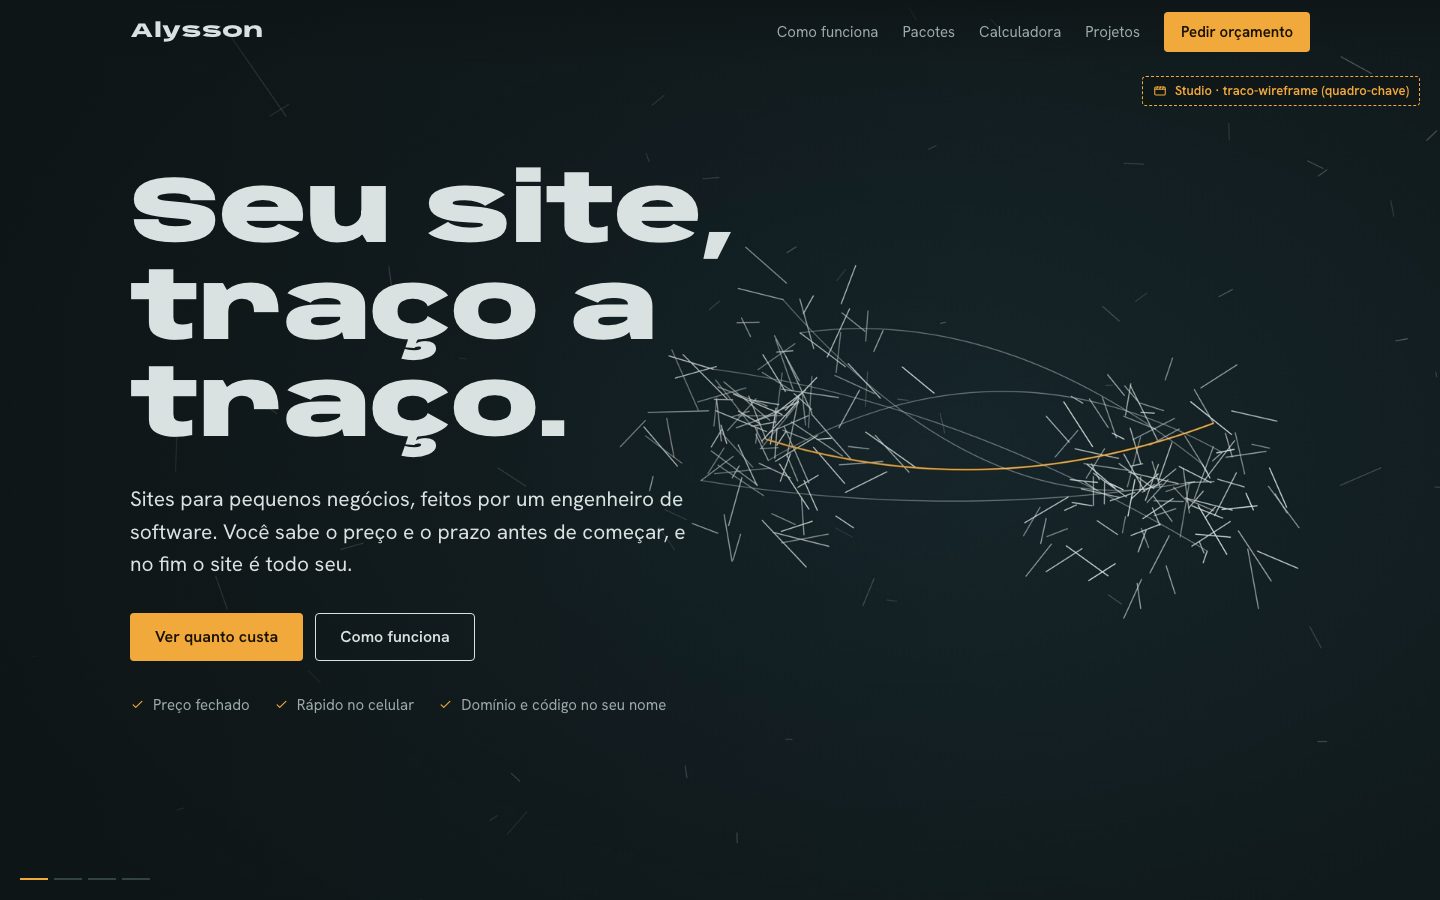 Alysson
Como funciona
Pacotes
Calculadora
Projetos
Pedir orçamento
Studio · traco-wireframe (quadro-chave)
Seu site,
traço a
traço.
Sites para pequenos negócios, feitos por um engenheiro de
software. Você sabe o preço e o prazo antes de começar, e
no fim o site é todo seu.
Ver quanto custa
Como funciona
Preço fechado
Rápido no celular
Domínio e código no seu nome